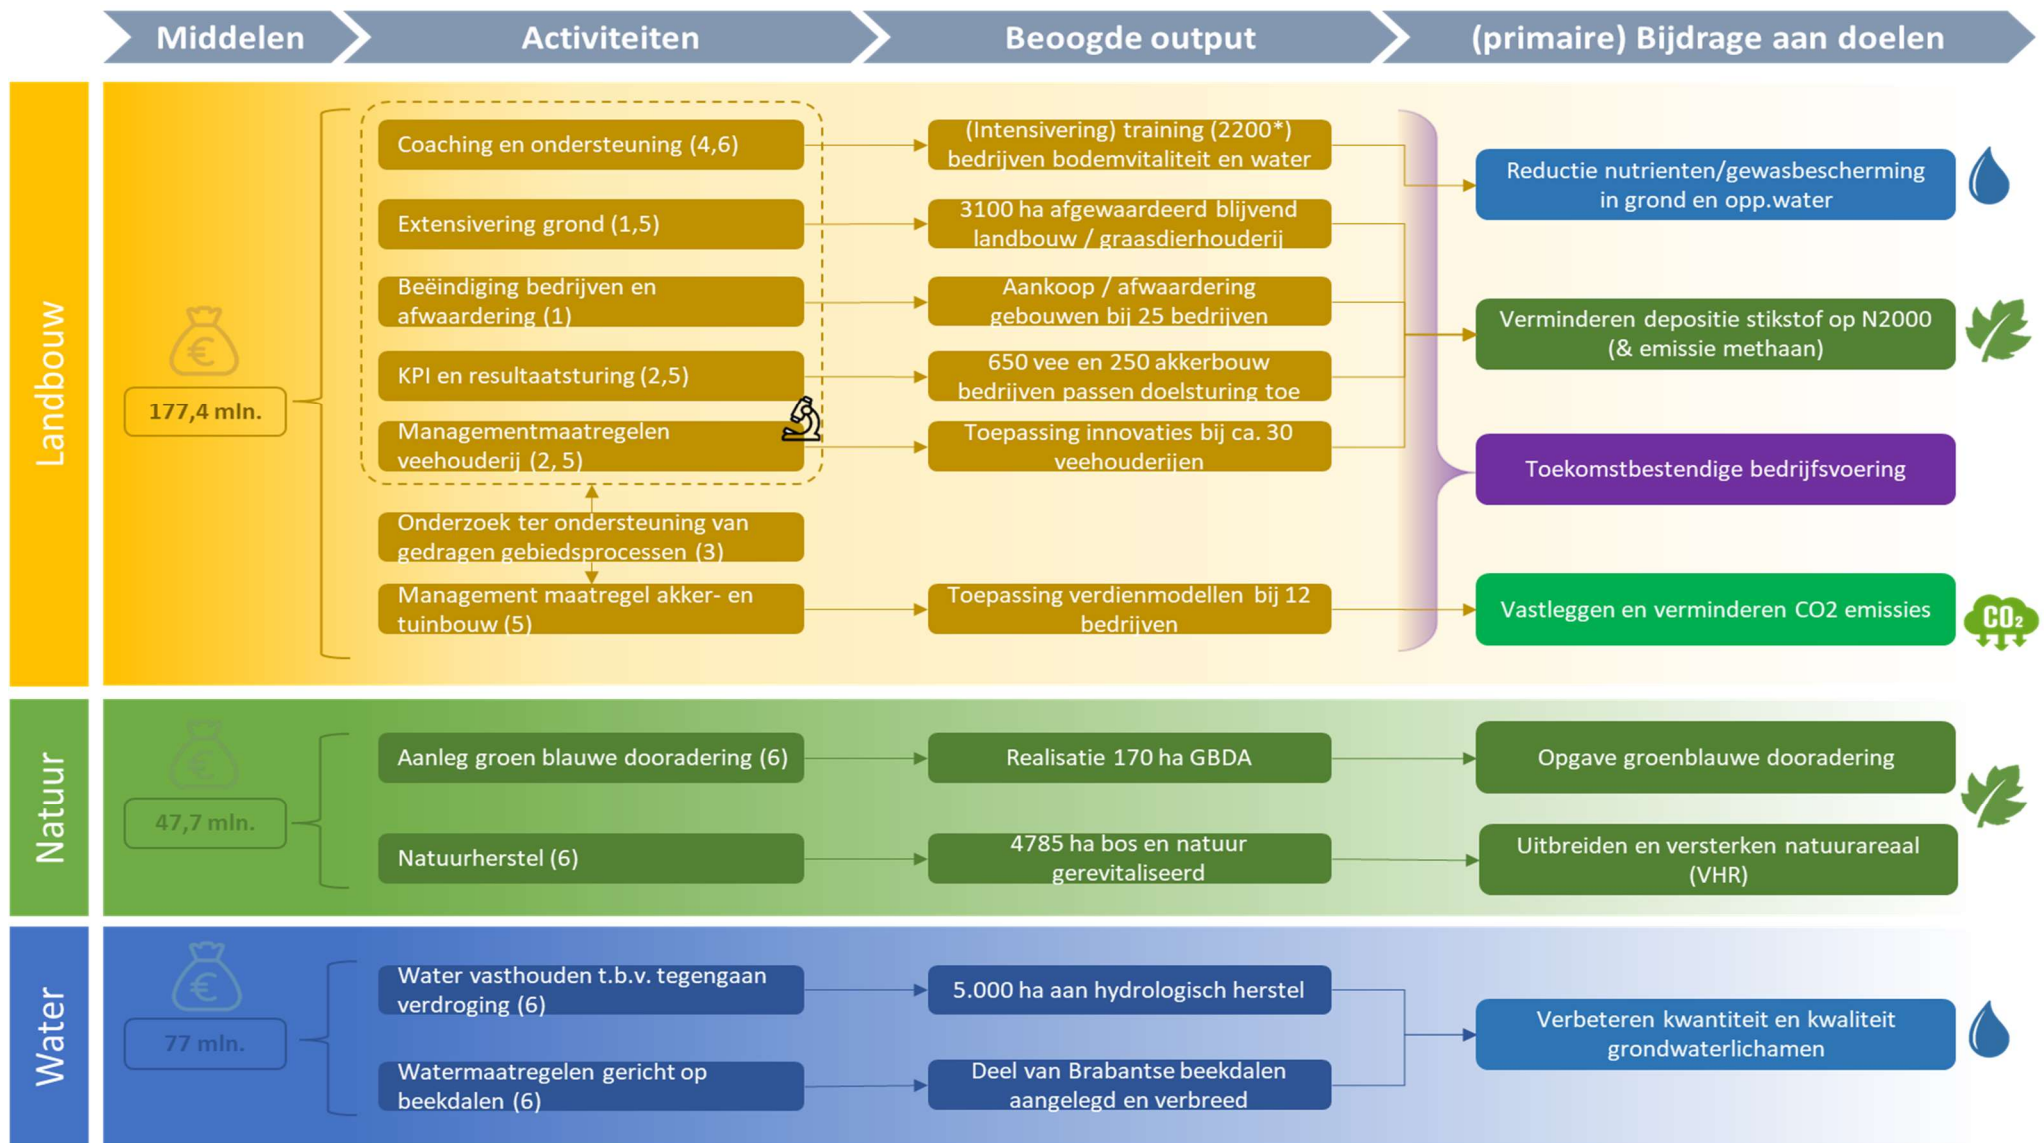 Middelen
Activiteiten
Beoogde output
(primaire) Bijdrage aan doelen
Landbouw
177,4 mln.
Coaching en ondersteuning (4,6)
(Intensivering) training (2200*)
bedrijven bodemvitaliteit en water
Reductie nutrienten/gewasbescherming
in grond en opp.water
Extensivering grond (1,5)
3100 ha afgewaardeerd blijvend
landbouw / graasdierhouderij
Beëindiging bedrijven en
afwaardering (1)
Aankoop / afwaardering
gebouwen bij 25 bedrijven
Verminderen depositie stikstof op N2000
(& emissie methaan)
KPI en resultaatsturing (2,5)
650 vee en 250 akkerbouw
bedrijven passen doelsturing toe
Managementmaatregelen
veehouderij (2, 5)
Toepassing innovaties bij ca. 30
veehouderijen
Toekomstbestendige bedrijfsvoering
Onderzoek ter ondersteuning van
gedragen gebiedsprocessen (3)
Management maatregel akker- en
tuinbouw (5)
Toepassing verdienmodellen bij 12
bedrijven
Vastleggen en verminderen CO2 emissies
CO2
Natuur
47,7 mln.
Aanleg groen blauwe dooradering (6)
Realisatie 170 ha GBDA
Opgave groenblauwe dooradering
Natuurherstel (6)
4785 ha bos en natuur
gerevitaliseerd
Uitbreiden en versterken natuurareaal
(VHR)
Water
77 mln.
Water vasthouden t.b.v. tegengaan
verdroging (6)
5.000 ha aan hydrologisch herstel
Verbeteren kwantiteit en kwaliteit
grondwaterlichamen
Watermaatregelen gericht op
beekdalen (6)
Deel van Brabantse beekdalen
aangelegd en verbreed